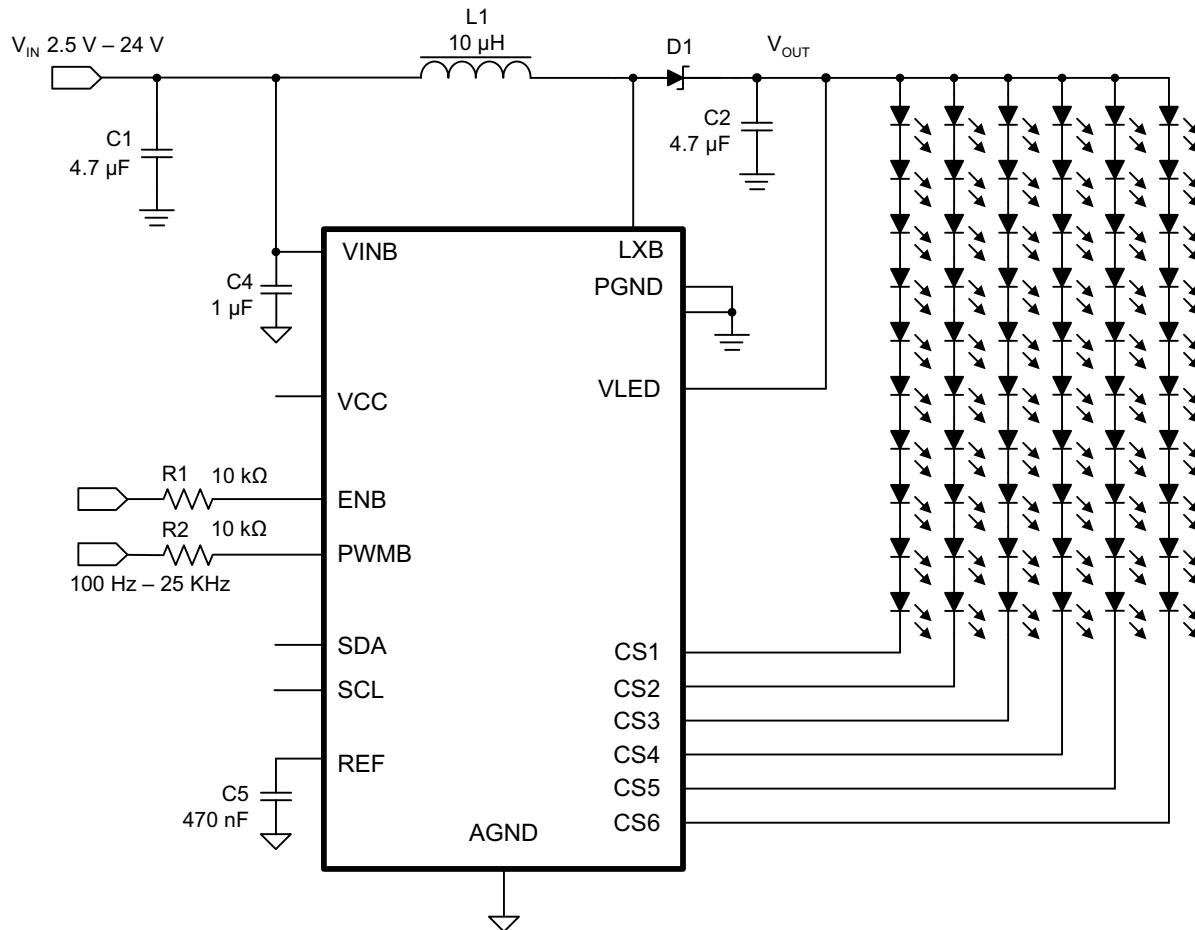 L1
10 µH
V_IN 2.5 V – 24 V
D1
V_OUT
C1
4.7 µF
C2
4.7 µF
VINB
LXB
C4
1 µF
PGND
VLED
VCC
R1 10 kΩ
ENB
R2 10 kΩ
PWMB
100 Hz – 25 KHz
SDA
SCL
CS1
CS2
CS3
CS4
CS5
CS6
REF
C5
470 nF
AGND